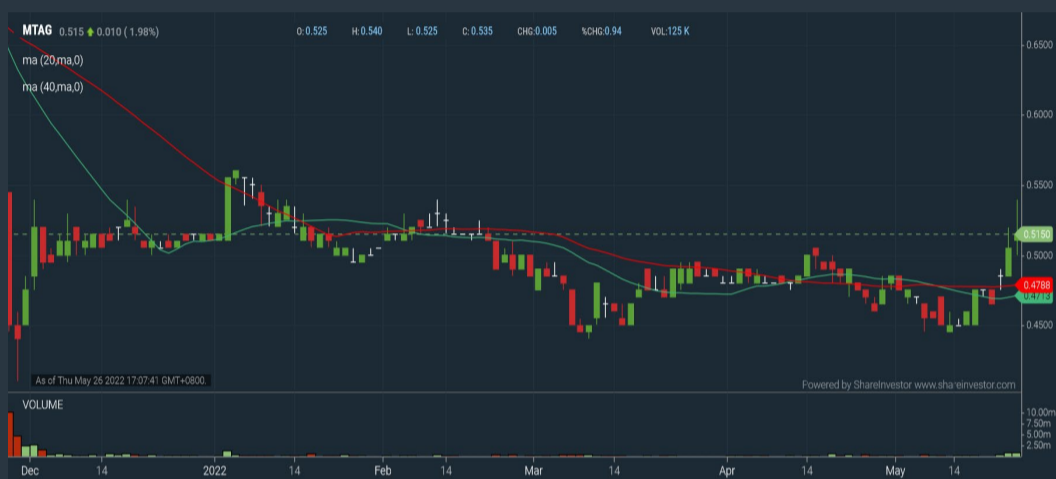 MTAG 0.515 0.010 ( 1.98%) O: 0.525 H: 0.540 L: 0.525 C: 0.535 CHG:0.005 %CHG:0.94 VOL:125 K
ma (20,ma,0)
ma (40,ma,0)
0.6500
0.6000
0.5500
0.5150
0.5000
0.4788
0.4713
0.4500
As of Thu May 26 2022 17:07:41 GMT+0800.
Powered by ShareInvestor www.shareinvestor.com
VOLUME
10.00m
7.50m
5.00m
2.50m
Dec 14 2022 14 Feb 14 Mar 14 Apr 14 May 14